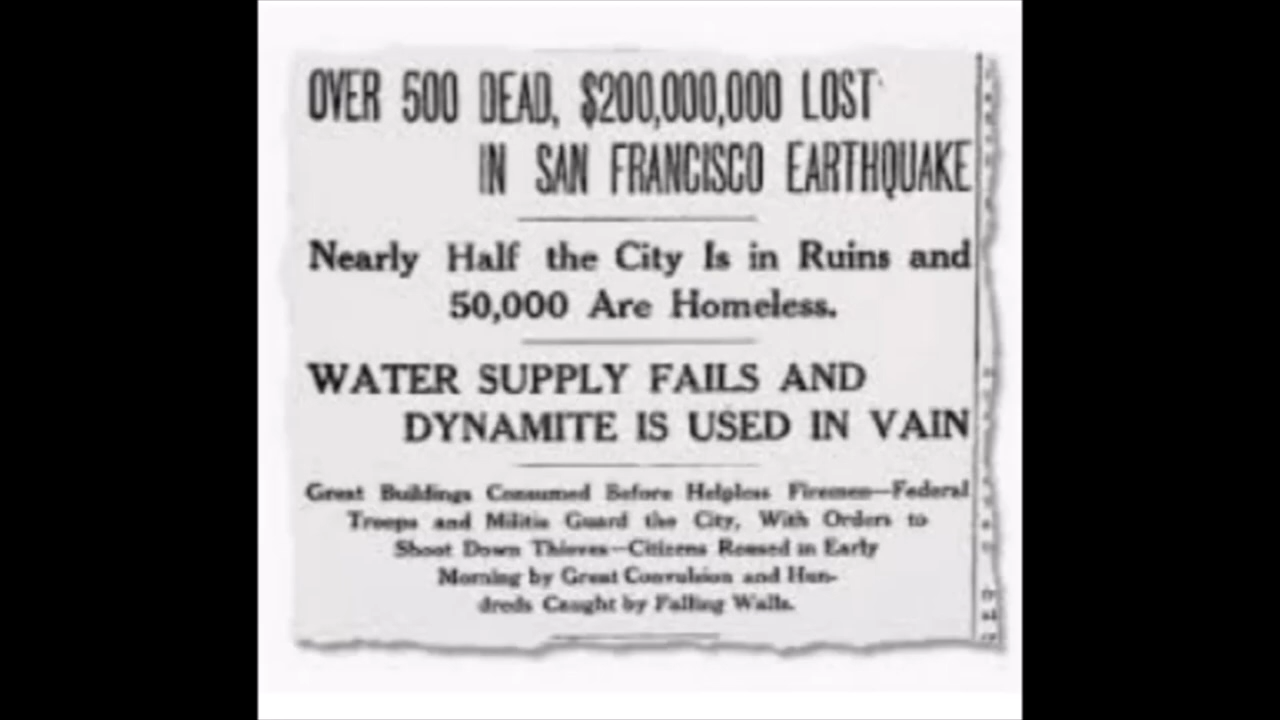 OVER 500 DEAD, $200,000,000 LOST
IN SAN FRANCISCO EARTHQUAKE
Nearly Half the City Is in Ruins and
50,000 Are Homeless.
WATER SUPPLY FAILS AND
DYNAMITE IS USED IN VAIN
Great Buildings Consumed Before Helpless Firemen—Federal
Troops and Militia Guard the City, With Orders to
Shoot Down Thieves—Citizens Roused in Early
Morning by Great Convulsion and Hun-
dreds Caught by Falling Walls.